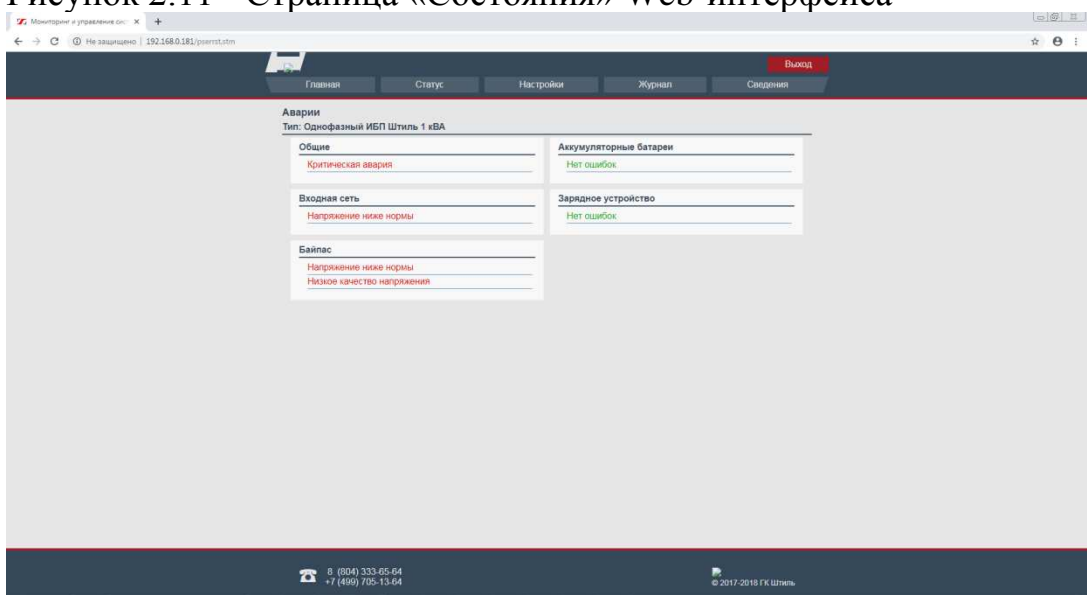 Рисунок 2.11 - Страница «Состояния» Web-интерфейса
Мониторинг и управление сис
Не защищено | 192.168.0.181/pserrst.stm
Выход
Главная Статус Настройки Журнал Сведения
Аварии
Тип: Однофазный ИБП Штиль 1 кВА
Общие
Критическая авария
Аккумуляторные батареи
Нет ошибок
Входная сеть
Напряжение ниже нормы
Зарядное устройство
Нет ошибок
Байпас
Напряжение ниже нормы
Низкое качество напряжения
8 (804) 333-65-64
+7 (499) 705-13-64
© 2017-2018 ГК Штиль